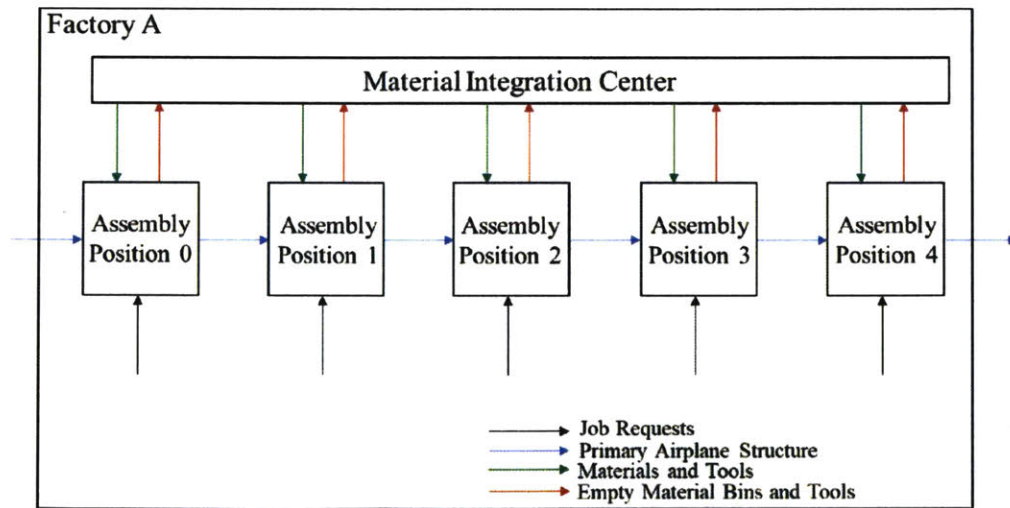 Factory A
Material Integration Center
Assembly
Position 0
Assembly
Position 1
Assembly
Position 2
Assembly
Position 3
Assembly
Position 4
Job Requests
Primary Airplane Structure
Materials and Tools
Empty Material Bins and Tools